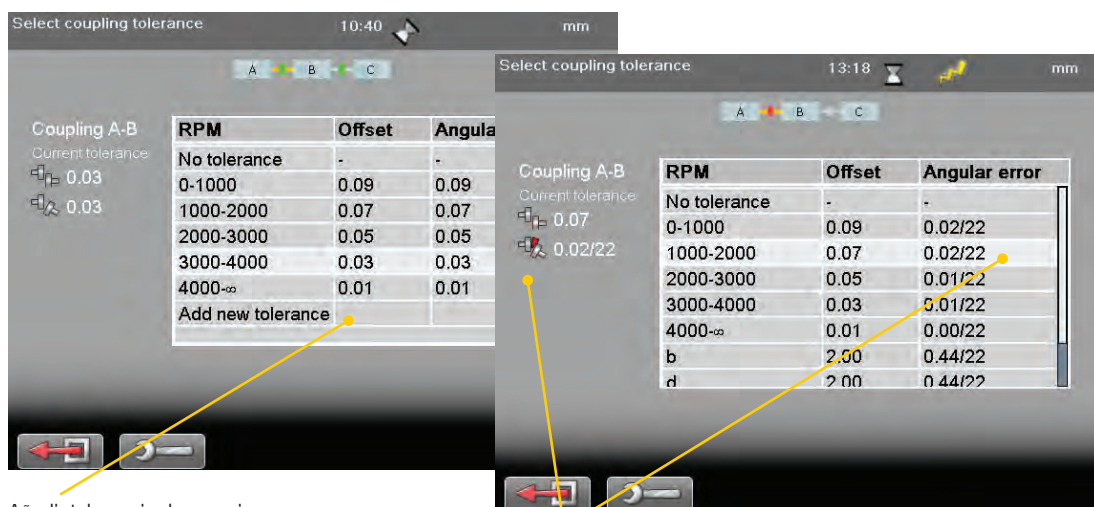 Select coupling tolerance 10:40 mm
A B C
Coupling A-B
Current tolerance
0.03
0.03
RPM Offset Angula
No tolerance - -
0-1000 0.09 0.09
1000-2000 0.07 0.07
2000-3000 0.05 0.05
3000-4000 0.03 0.03
4000-∞ 0.01 0.01
Add new tolerance
Select coupling tolerance 13:18 mm
A B C
Coupling A-B
Current tolerance
0.07
0.02/22
RPM Offset Angular error
No tolerance - -
0-1000 0.09 0.02/22
1000-2000 0.07 0.02/22
2000-3000 0.05 0.01/22
3000-4000 0.03 0.01/22
4000-∞ 0.01 0.00/22
b 2.00 0.44/22
d 2.00 0.44/22